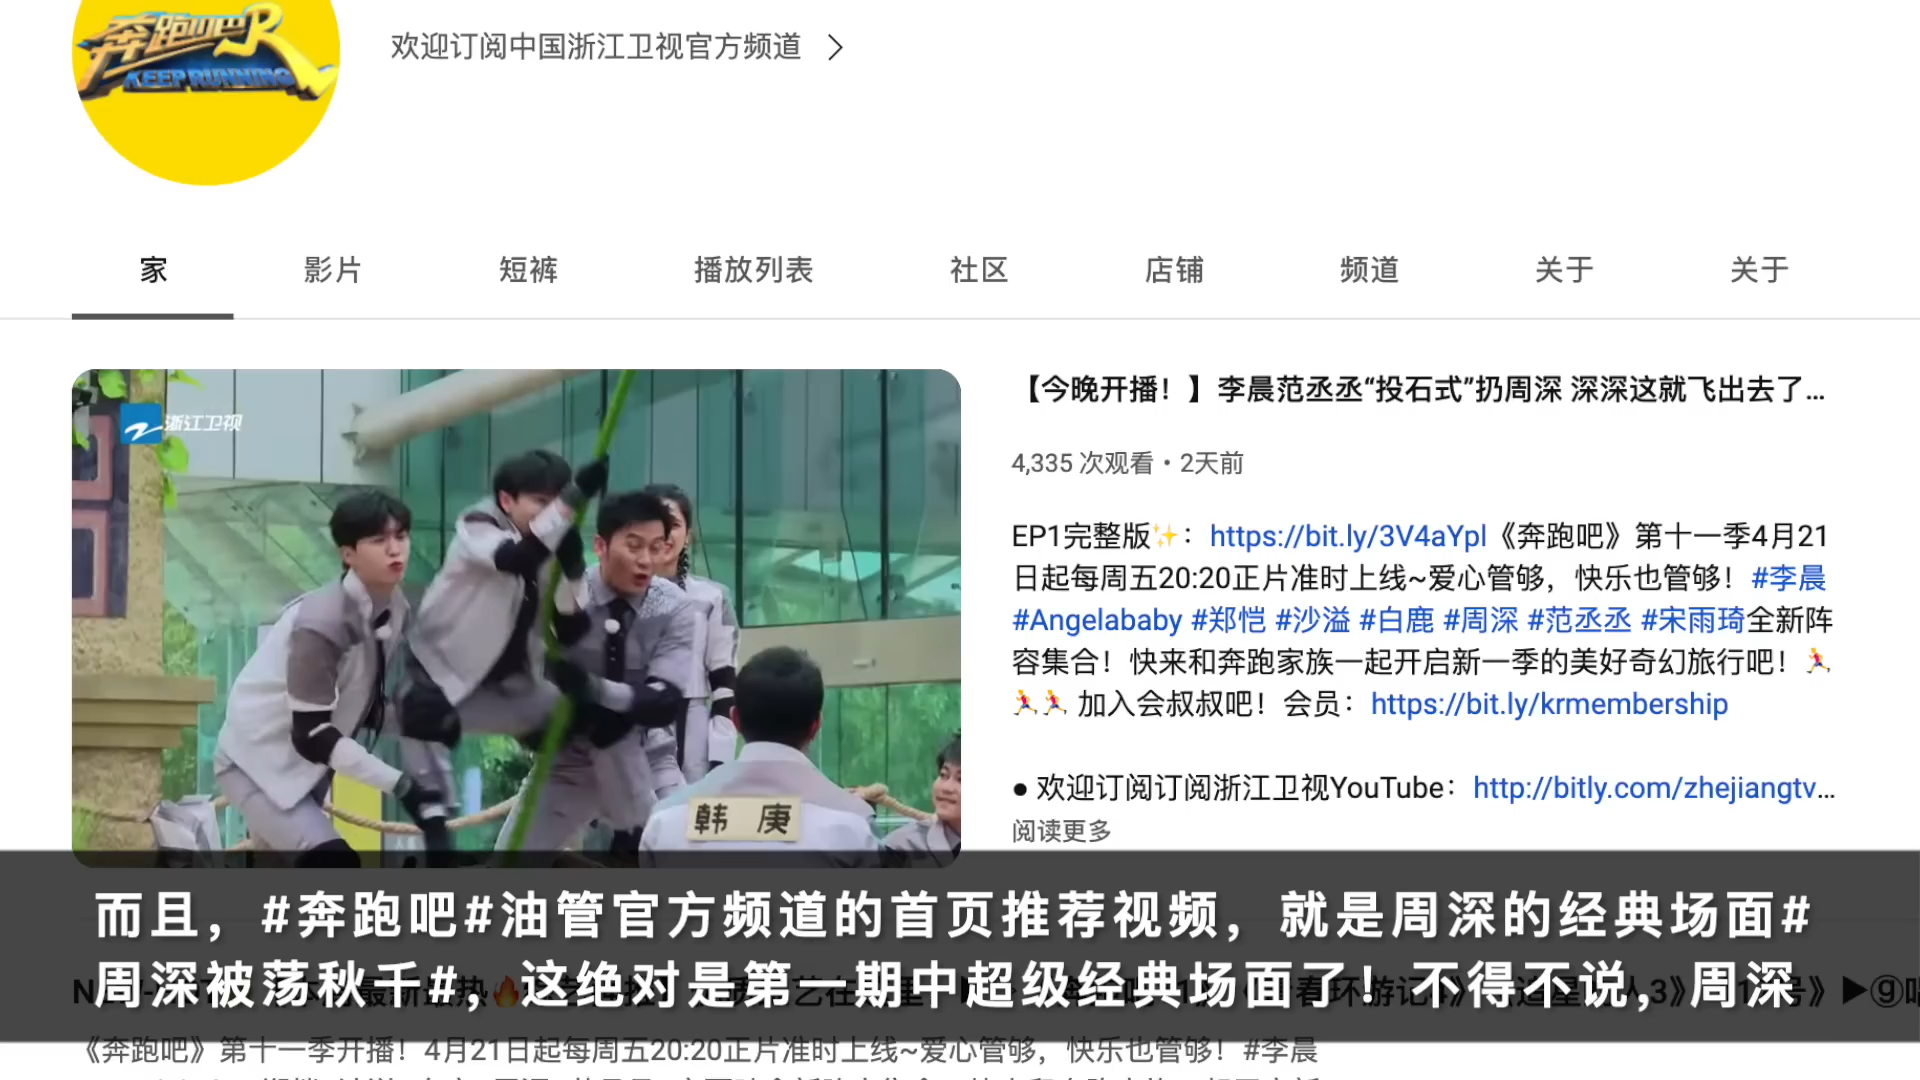 奔跑吧R
KEEP RUNNING
欢迎订阅中国浙江卫视官方频道
家 影片 短裤 播放列表 社区 店铺 频道 关于 关于
浙江卫视
韩 庚
【今晚开播！】李晨范丞丞“投石式”扔周深 深深这就飞出去了...
4,335 次观看・2天前
EP1完整版✨：https://bit.ly/3V4aYpl《奔跑吧》第十一季4月21
日起每周五20:20正片准时上线~爱心管够，快乐也管够！#李晨
#Angelababy #郑恺 #沙溢 #白鹿 #周深 #范丞丞 #宋雨琦全新阵
容集合！快来和奔跑家族一起开启新一季的美好奇幻旅行吧！🏃
🏃🏃 加入会叔叔吧！会员：https://bit.ly/krmembership
● 欢迎订阅订阅浙江卫视YouTube：http://bitly.com/zhejiangtv...
阅读更多
而且，#奔跑吧#油管官方频道的首页推荐视频，就是周深的经典场面#
周深被荡秋千#，这绝对是第一期中超级经典场面了！不得不说，周深
《奔跑吧》第十一季开播！4月21日起每周五20:20正片准时上线~爱心管够，快乐也管够！#李晨